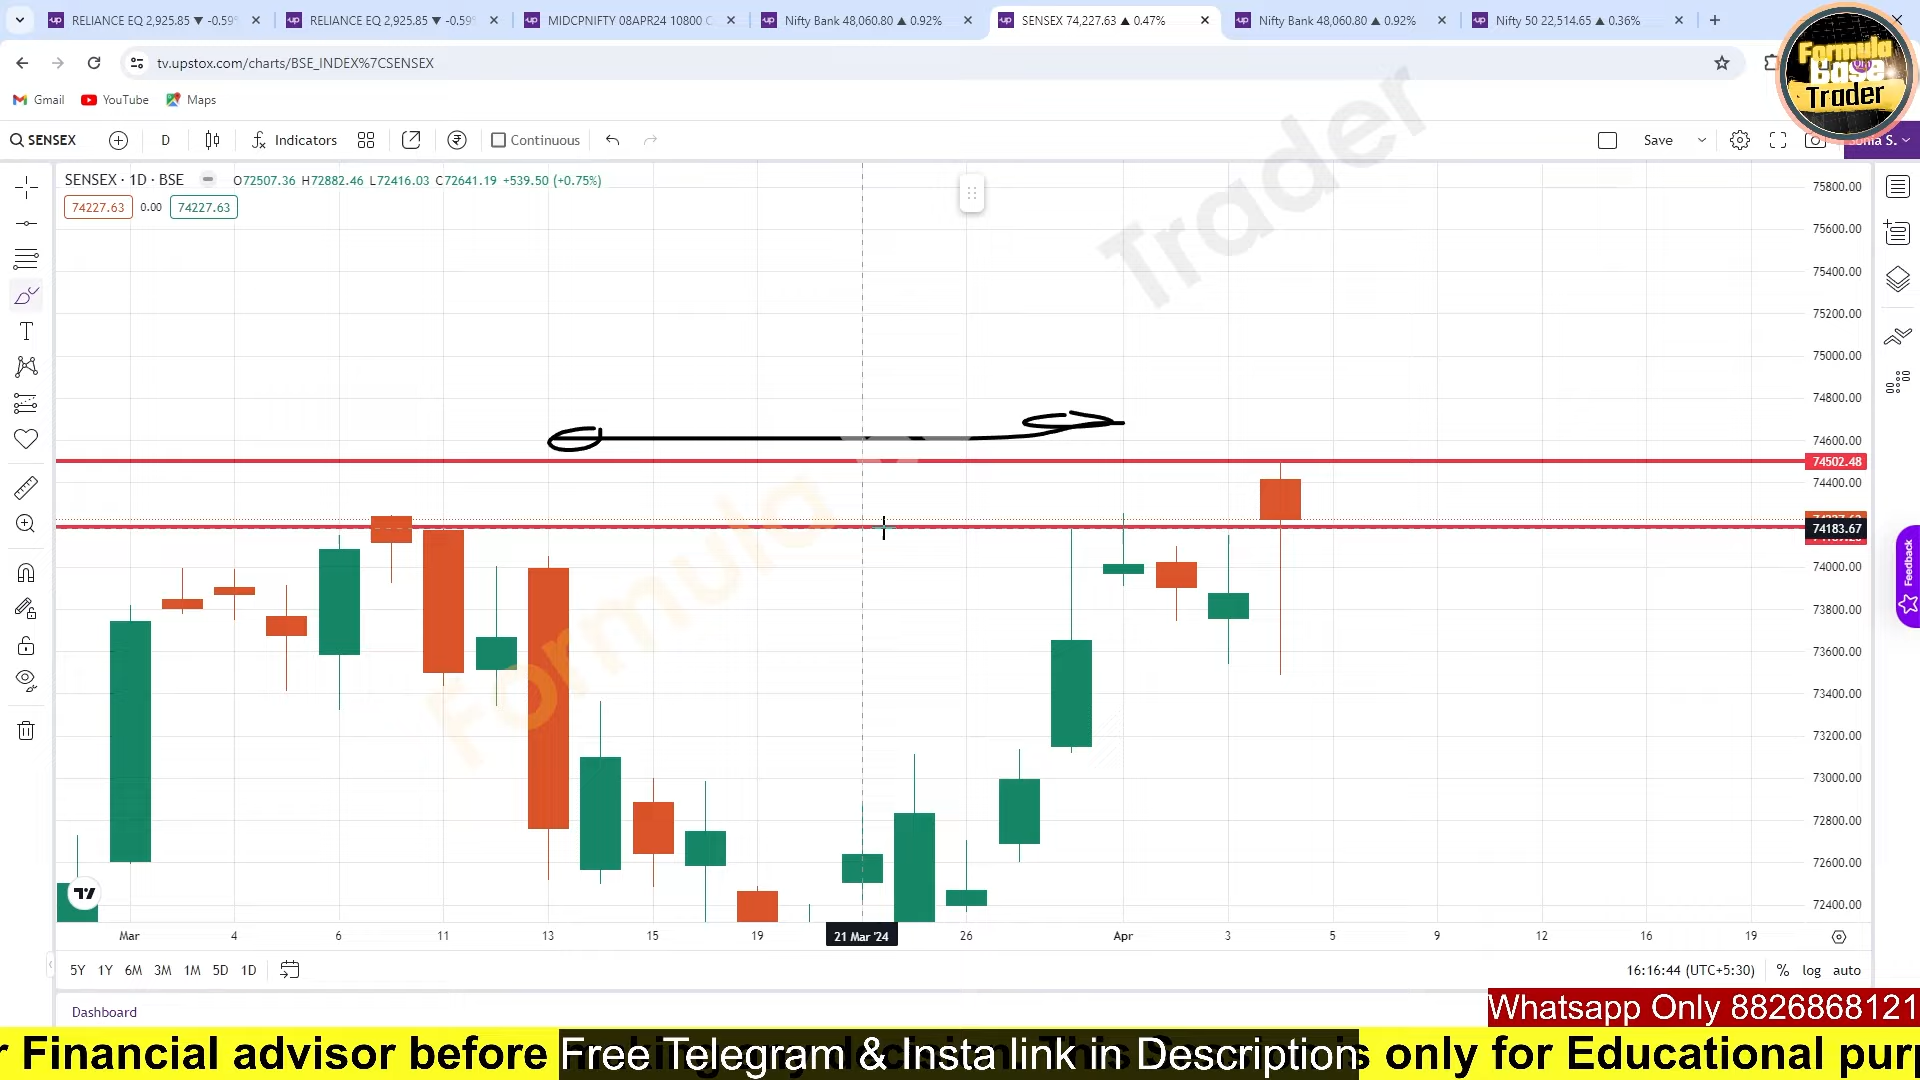 RELIANCE EQ 2,925.85 ▼ -0.59
RELIANCE EQ 2,925.85 ▼ -0.59
MIDCPNIFTY 08APR24 10800 C
Nifty Bank 48,060.80 ▲ 0.92%
SENSEX 74,227.63 ▲ 0.47%
Nifty Bank 48,060.80 ▲ 0.92%
Nifty 50 22,514.65 ▲ 0.36%
tv.upstox.com/charts/BSE_INDEX%7CSENSEX
Gmail YouTube Maps
Formula
Base
Trader
SENSEX D Indicators Continuous Save Sonia S.
SENSEX · 1D · BSE O72507.36 H72882.46 L72416.03 C72641.19 +539.50 (+0.75%)
74227.63 0.00 74227.63
Formula Trader
75800.00
75600.00
75400.00
75200.00
75000.00
74800.00
74600.00
74502.48
74400.00
74183.67
74000.00
73800.00
73600.00
73400.00
73200.00
73000.00
72800.00
72600.00
72400.00
Feedback
Mar 4 6 11 13 15 19 21 Mar '24 26 Apr 3 5 9 12 16 19
5Y 1Y 6M 3M 1M 5D 1D 16:16:44 (UTC+5:30) % log auto
Dashboard
Whatsapp Only 8826868121
r Financial advisor before
Free Telegram & Insta link in Description
s only for Educational purp